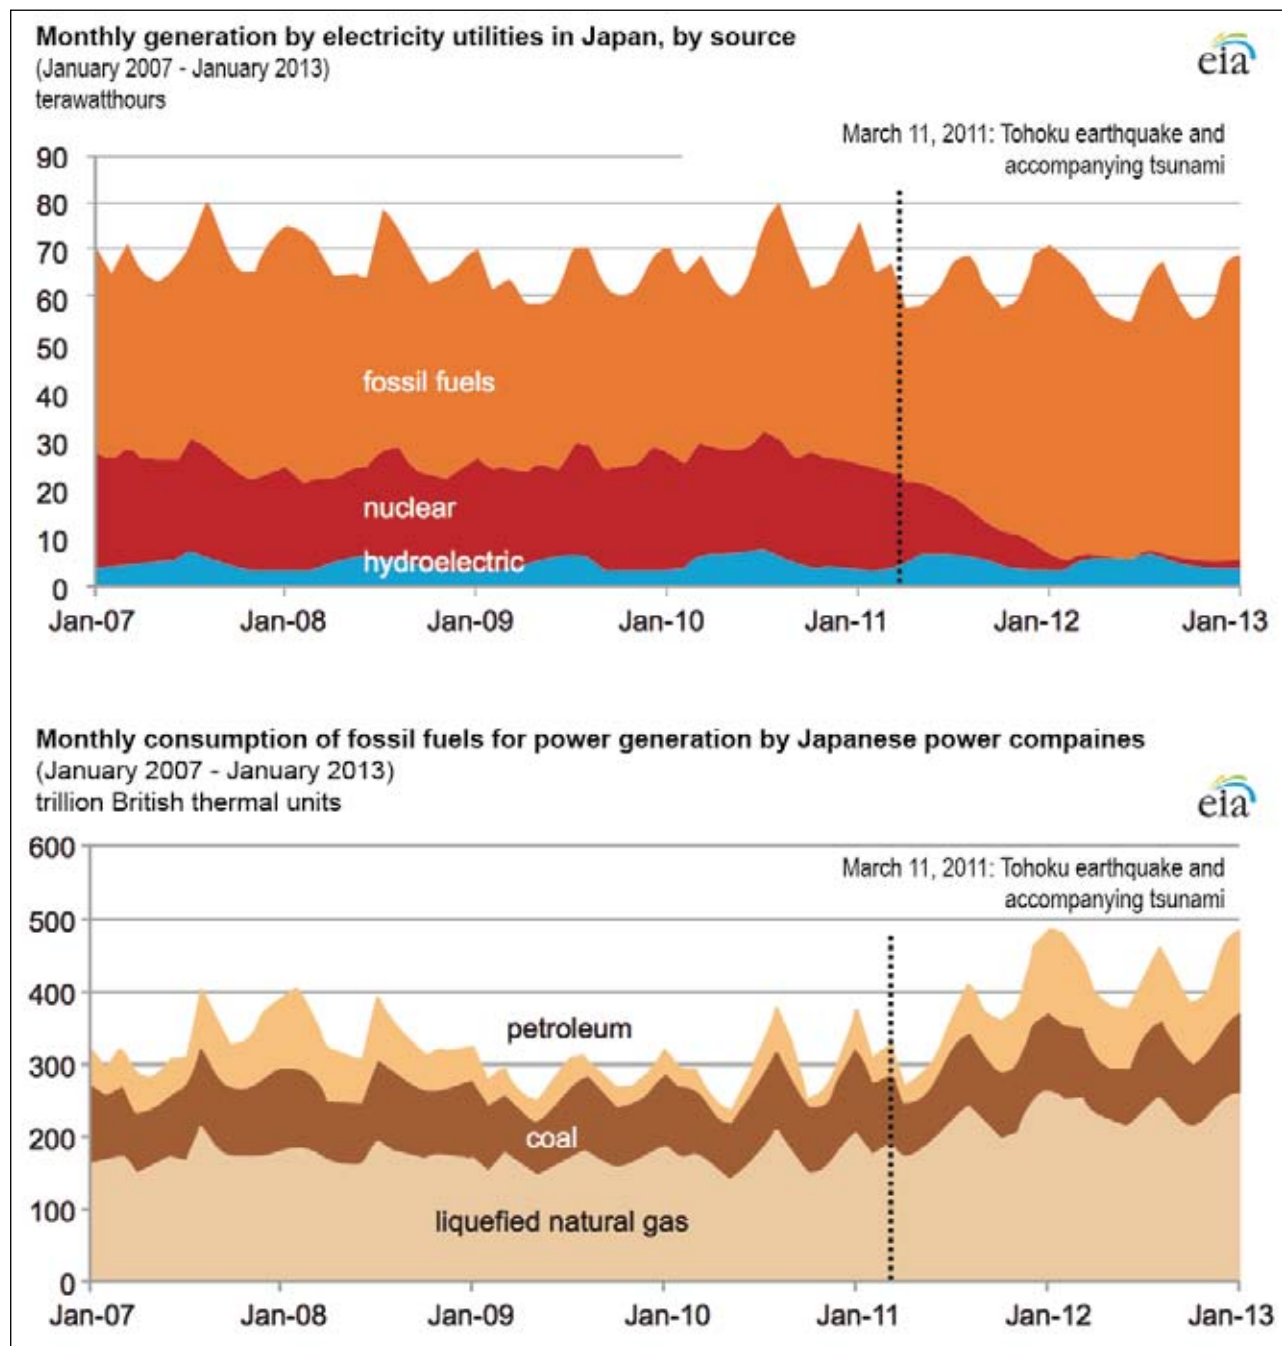 Monthly generation by electricity utilities in Japan, by source
(January 2007 - January 2013)
terawatthours
eia
March 11, 2011: Tohoku earthquake and
accompanying tsunami
90
80
70
60
50
40
30
20
10
0
fossil fuels
nuclear
hydroelectric
Jan-07 Jan-08 Jan-09 Jan-10 Jan-11 Jan-12 Jan-13
Monthly consumption of fossil fuels for power generation by Japanese power compaines
(January 2007 - January 2013)
trillion British thermal units
eia
March 11, 2011: Tohoku earthquake and
accompanying tsunami
600
500
400
300
200
100
0
petroleum
coal
liquefied natural gas
Jan-07 Jan-08 Jan-09 Jan-10 Jan-11 Jan-12 Jan-13